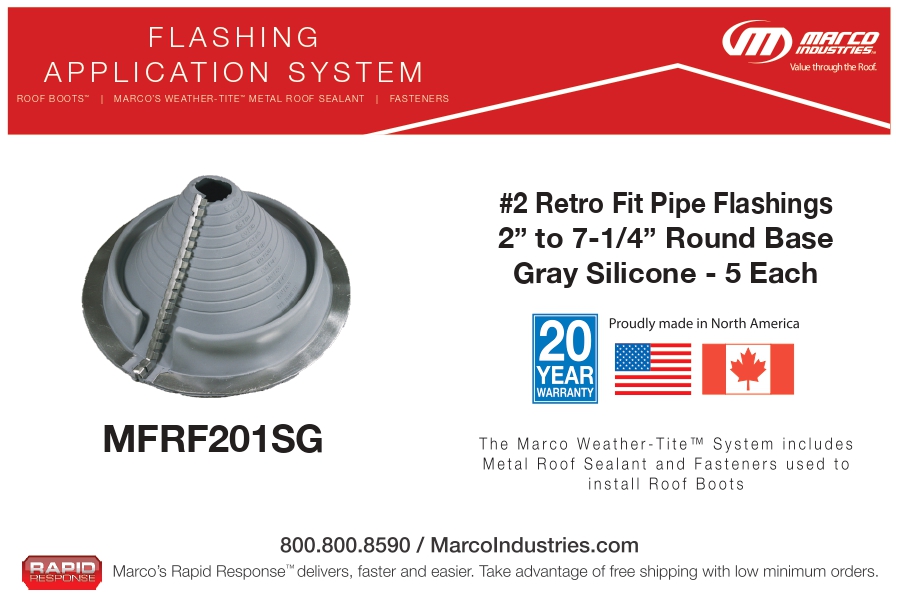 FLASHING
APPLICATION SYSTEM
ROOF BOOTS™ | MARCO'S WEATHER-TITE™ METAL ROOF SEALANT | FASTENERS
MARCO
INDUSTRIES™
Value through the Roof.
#2 Retro Fit Pipe Flashings
2” to 7-1/4” Round Base
Gray Silicone - 5 Each
20
YEAR
WARRANTY
Proudly made in North America
MFRF201SG
The Marco Weather-Tite™ System includes
Metal Roof Sealant and Fasteners used to
install Roof Boots
800.800.8590 / MarcoIndustries.com
RAPID
RESPONSE
Marco's Rapid Response™ delivers, faster and easier. Take advantage of free shipping with low minimum orders.